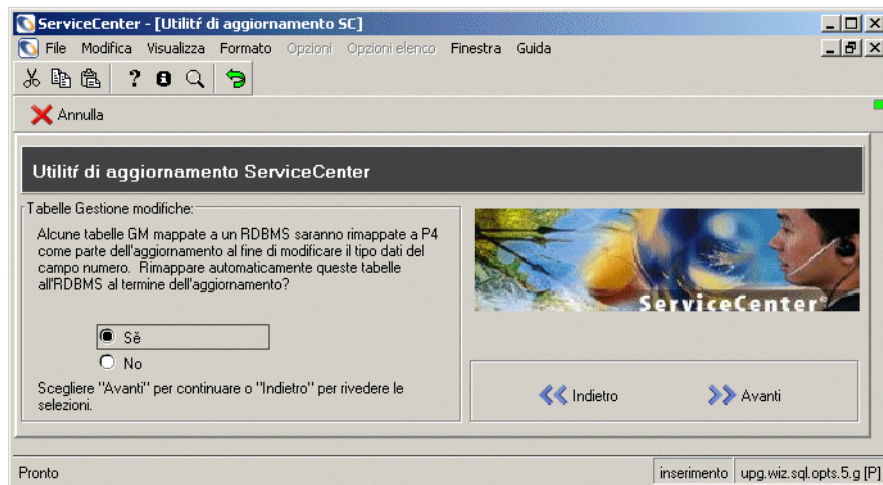 ServiceCenter - [Utilitŕ di aggiornamento SC]
File Modifica Visualizza Formato Opzioni Opzioni elenco Finestra Guida
Annulla
Utilitŕ di aggiornamento ServiceCenter
Tabelle Gestione modifiche:
Alcune tabelle GM mappate a un RDBMS saranno rimappate a P4
come parte dell'aggiornamento al fine di modificare il tipo dati del
campo numero. Rimappare automaticamente queste tabelle
all'RDBMS al termine dell'aggiornamento?
Sě
No
Scegliere "Avanti" per continuare o "Indietro" per rivedere le
selezioni.
ServiceCenter®
Indietro
Avanti
Pronto
inserimento
upg.wiz.sql.opts.5.g [P]